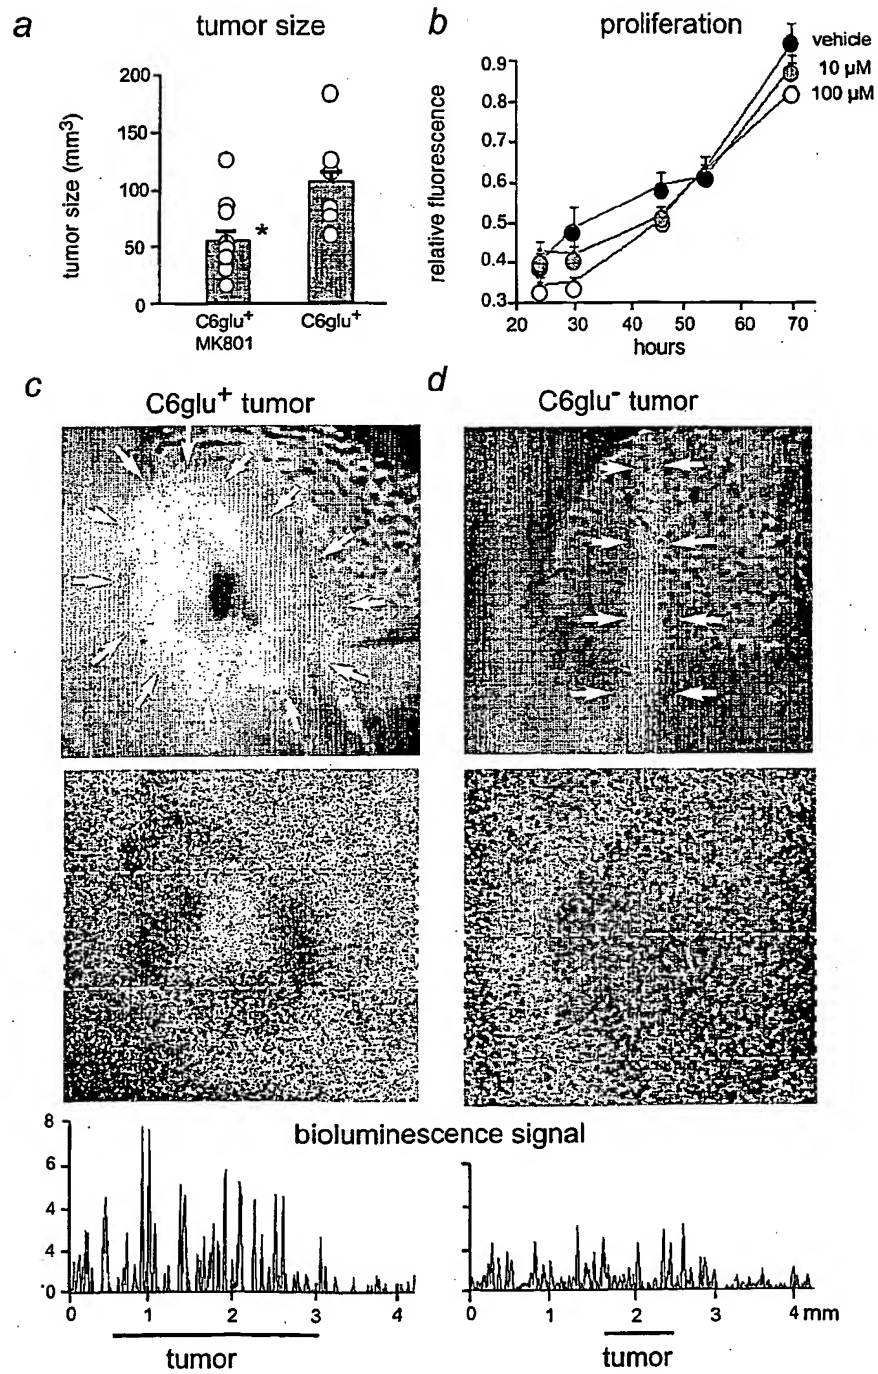 a
tumor size
tumor size (mm3)
200
150
100
50
0
*
C6glu+
MK801
C6glu+
b
proliferation
vehicle
10 µM
100 µM
relative fluorescence
0.9
0.8
0.7
0.6
0.5
0.4
0.3
20 30 40 50 60 70
hours
c
C6glu+ tumor
d
C6glu- tumor
bioluminescence signal
8
6
4
4
0
0 1 2 3 4
tumor
0 1 2 3 4 mm
tumor